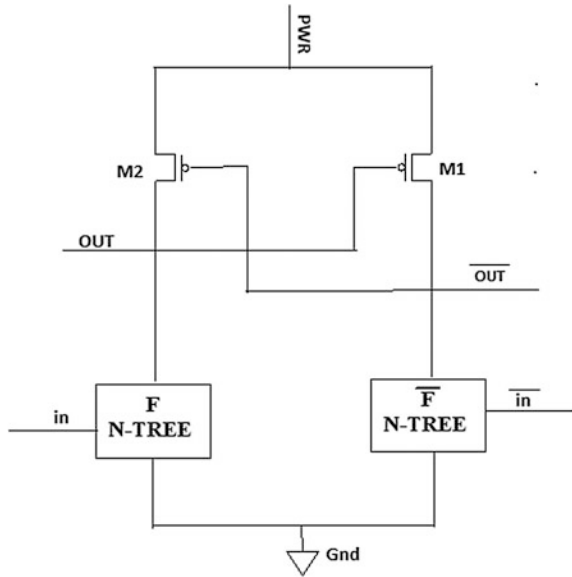 PWR
M2
M1
OUT
OUT
F
N-TREE
F
N-TREE
in
in
Gnd